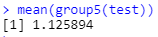 > mean(group5(test))
[1] 1.125894